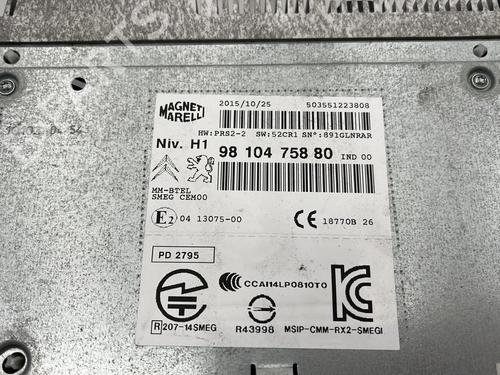 MAGNETI
MARELLI
2015/10/25
503551223808
HW:PRS2-2 SW:52CR1 SN°:891GLNRAR
Niv. H1
98 104 758 80 IND 00
MM-BTEL
SMEG CEM00
E2 04 13075-00
CE 18770B 26
PD 2795
CCAI14LP0810T0
R 207-14SMEG
R43998
MSIP-CMM-RX2-SMEGI